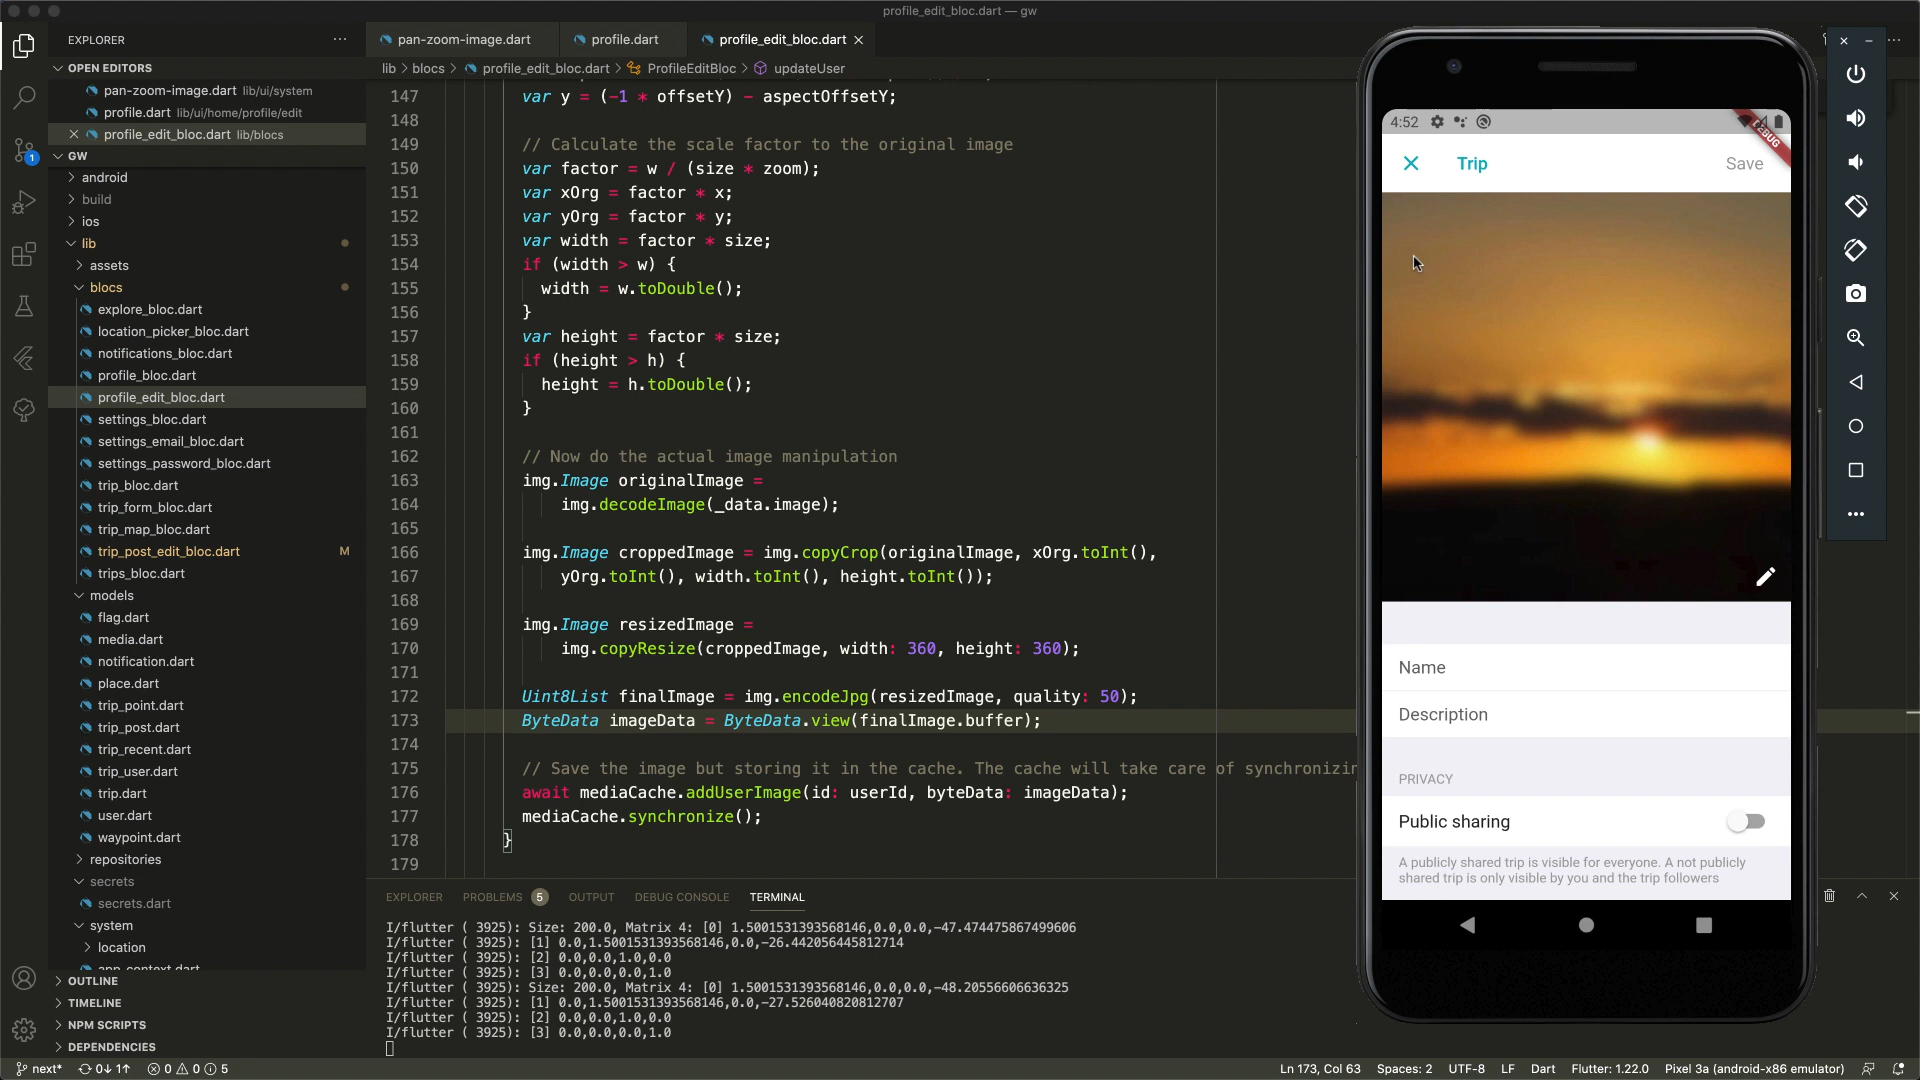 profile_edit_bloc.dart — gw
EXPLORER
OPEN EDITORS
pan-zoom-image.dart lib/ui/system
profile.dart lib/ui/home/profile/edit
profile_edit_bloc.dart lib/blocs
GW
android
build
ios
lib
assets
blocs
explore_bloc.dart
location_picker_bloc.dart
notifications_bloc.dart
profile_bloc.dart
profile_edit_bloc.dart
settings_bloc.dart
settings_email_bloc.dart
settings_password_bloc.dart
trip_bloc.dart
trip_form_bloc.dart
trip_map_bloc.dart
trip_post_edit_bloc.dart M
trips_bloc.dart
models
flag.dart
media.dart
notification.dart
place.dart
trip_point.dart
trip_post.dart
trip_recent.dart
trip_user.dart
trip.dart
user.dart
waypoint.dart
repositories
secrets
secrets.dart
system
location
app_context.dart
OUTLINE
TIMELINE
NPM SCRIPTS
DEPENDENCIES
1
pan-zoom-image.dart
profile.dart
profile_edit_bloc.dart
lib > blocs > profile_edit_bloc.dart > ProfileEditBloc > updateUser
147 var y = (-1 * offsetY) - aspectOffsetY;
148
149 // Calculate the scale factor to the original image
150 var factor = w / (size * zoom);
151 var xOrg = factor * x;
152 var yOrg = factor * y;
153 var width = factor * size;
154 if (width > w) {
155 width = w.toDouble();
156 }
157 var height = factor * size;
158 if (height > h) {
159 height = h.toDouble();
160 }
161
162 // Now do the actual image manipulation
163 img.Image originalImage =
164 img.decodeImage(_data.image);
165
166 img.Image croppedImage = img.copyCrop(originalImage, xOrg.toInt(),
167 yOrg.toInt(), width.toInt(), height.toInt());
168
169 img.Image resizedImage =
170 img.copyResize(croppedImage, width: 360, height: 360);
171
172 Uint8List finalImage = img.encodeJpg(resizedImage, quality: 50);
173 ByteData imageData = ByteData.view(finalImage.buffer);
174
175 // Save the image but storing it in the cache. The cache will take care of synchronizin
176 await mediaCache.addUserImage(id: userId, byteData: imageData);
177 mediaCache.synchronize();
178 }
179
EXPLORER PROBLEMS 5 OUTPUT DEBUG CONSOLE TERMINAL
I/flutter ( 3925): Size: 200.0, Matrix 4: [0] 1.5001531393568146,0.0,0.0,-47.474475867499606
I/flutter ( 3925): [1] 0.0,1.5001531393568146,0.0,-26.442056445812714
I/flutter ( 3925): [2] 0.0,0.0,1.0,0.0
I/flutter ( 3925): [3] 0.0,0.0,0.0,1.0
I/flutter ( 3925): Size: 200.0, Matrix 4: [0] 1.5001531393568146,0.0,0.0,-48.20556606636325
I/flutter ( 3925): [1] 0.0,1.5001531393568146,0.0,-27.526040820812707
I/flutter ( 3925): [2] 0.0,0.0,1.0,0.0
I/flutter ( 3925): [3] 0.0,0.0,0.0,1.0
4:52
DEBUG
Trip
Save
Name
Description
PRIVACY
Public sharing
A publicly shared trip is visible for everyone. A not publicly
shared trip is only visible by you and the trip followers
next* 0↓ 1↑ 0 0 5
Ln 173, Col 63 Spaces: 2 UTF-8 LF Dart Flutter: 1.22.0 Pixel 3a (android-x86 emulator)